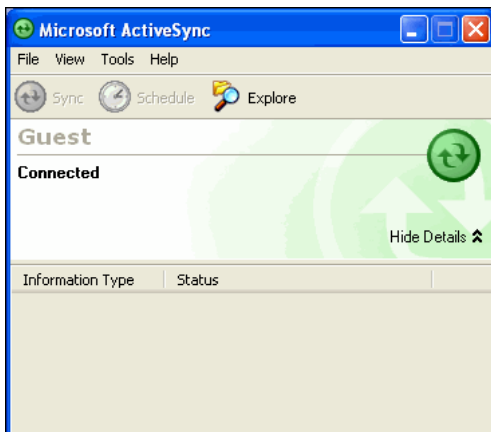 Microsoft ActiveSync
File View Tools Help
Sync Schedule Explore
Guest
Connected
Hide Details
Information Type Status